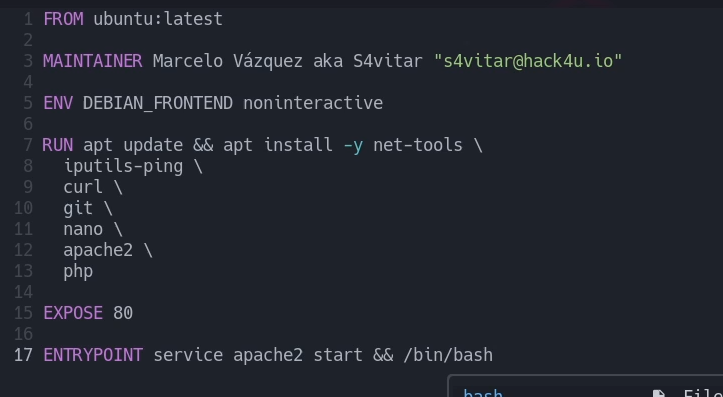 1 FROM ubuntu:latest
2
3 MAINTAINER Marcelo Vázquez aka S4vitar "s4vitar@hack4u.io"
4
5 ENV DEBIAN_FRONTEND noninteractive
6
7 RUN apt update && apt install -y net-tools \
8   iputils-ping \
9   curl \
10   git \
11   nano \
12   apache2 \
13   php
14
15 EXPOSE 80
16
17 ENTRYPOINT service apache2 start && /bin/bash
bash File